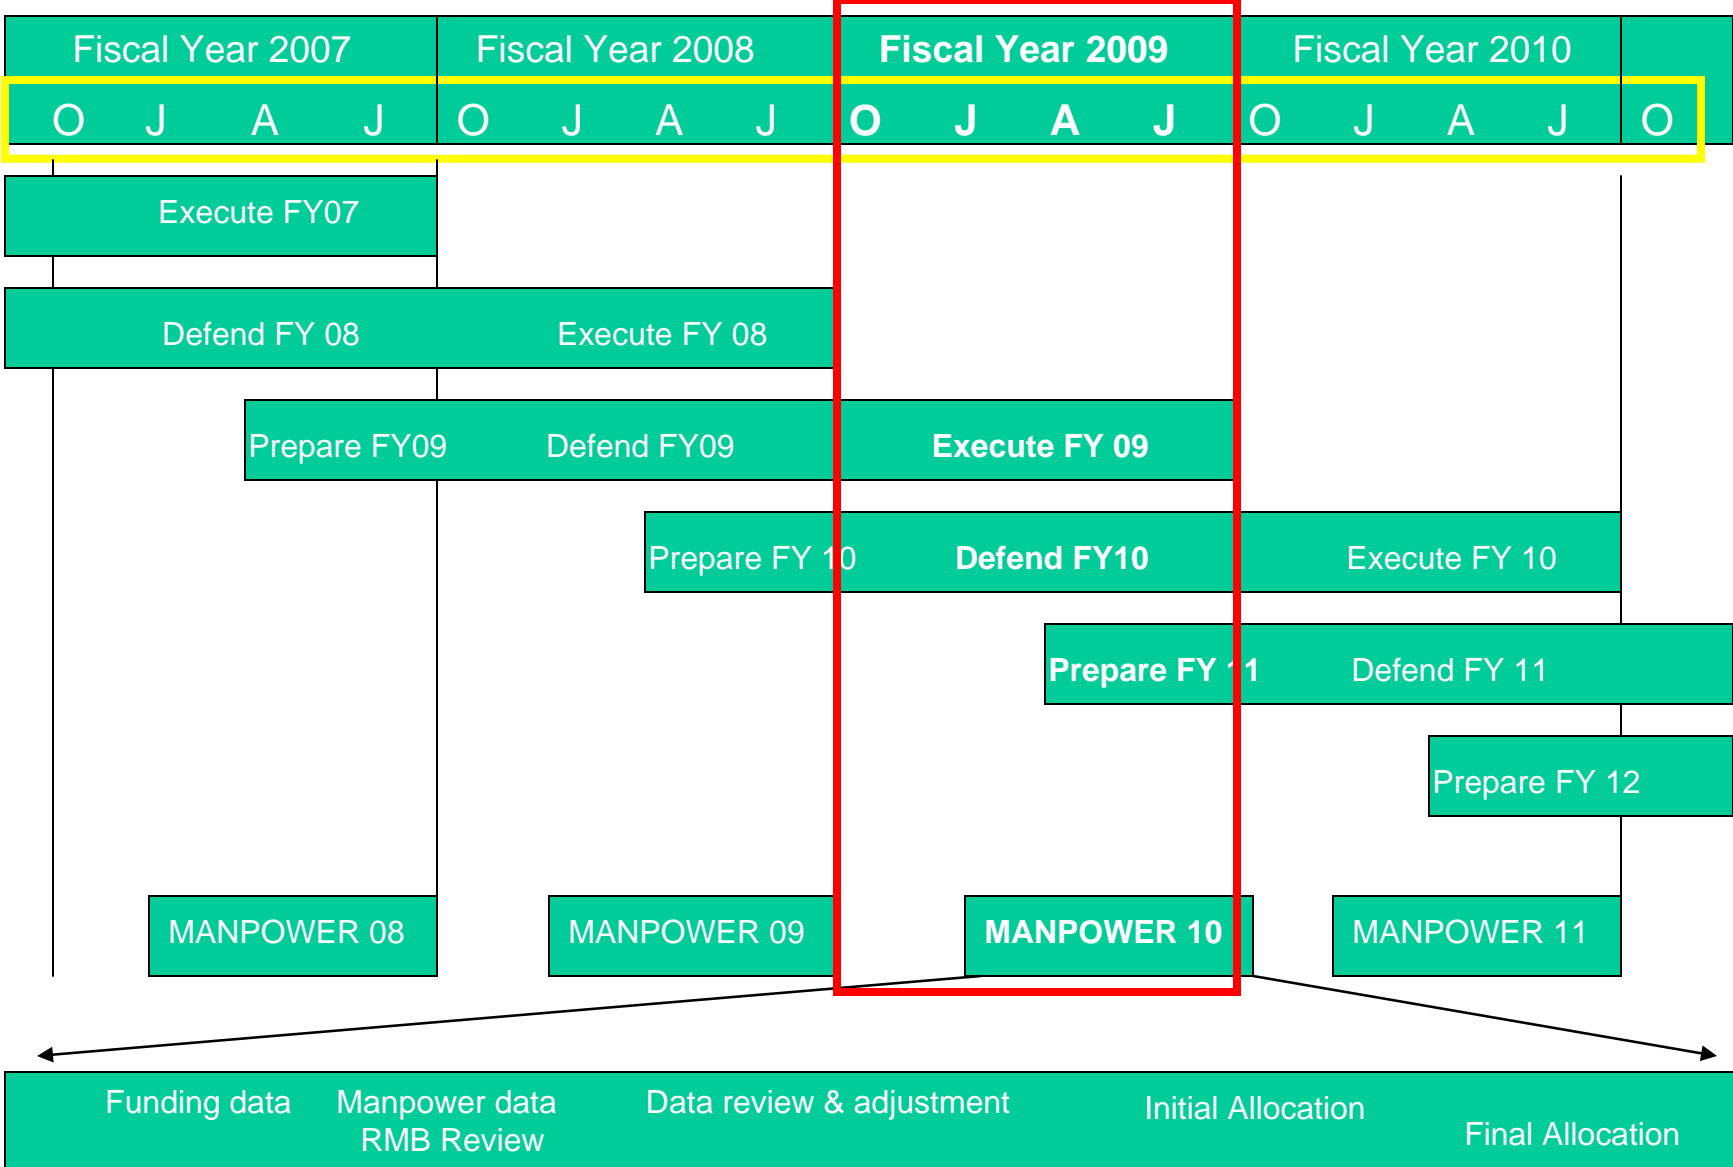 Fiscal Year 2007 Fiscal Year 2008 Fiscal Year 2009 Fiscal Year 2010
O J A J O J A J O J A J O J A J O
Execute FY07
Defend FY 08 Execute FY 08
Prepare FY09 Defend FY09 Execute FY 09
Prepare FY 10 Defend FY10 Execute FY 10
Prepare FY 11 Defend FY 11
Prepare FY 12
MANPOWER 08 MANPOWER 09 MANPOWER 10 MANPOWER 11
Funding data Manpower data Data review & adjustment Initial Allocation
RMB Review Final Allocation